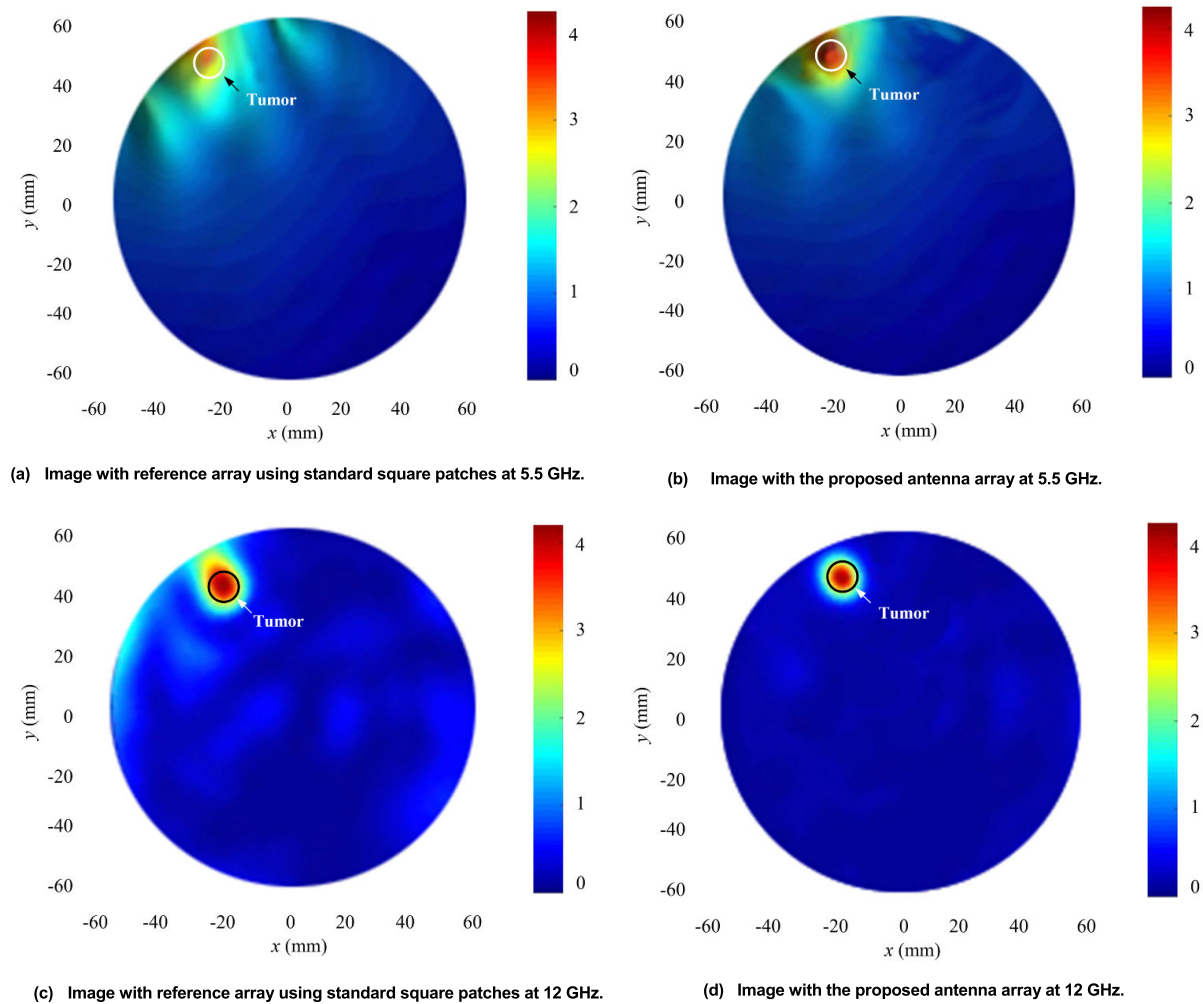 60
40
20
0
-20
-40
-60
y (mm)
-60 -40 -20 0 20 40 60
x (mm)
Tumor
4
3
2
1
0
(a) Image with reference array using standard square patches at 5.5 GHz.
60
40
20
0
-20
-40
-60
y (mm)
-60 -40 -20 0 20 40 60
x (mm)
Tumor
4
3
2
1
0
(b) Image with the proposed antenna array at 5.5 GHz.
60
40
20
0
-20
-40
-60
y (mm)
-60 -40 -20 0 20 40 60
x (mm)
Tumor
4
3
2
1
0
(c) Image with reference array using standard square patches at 12 GHz.
60
40
20
0
-20
-40
-60
y (mm)
-60 -40 -20 0 20 40 60
x (mm)
Tumor
4
3
2
1
0
(d) Image with the proposed antenna array at 12 GHz.